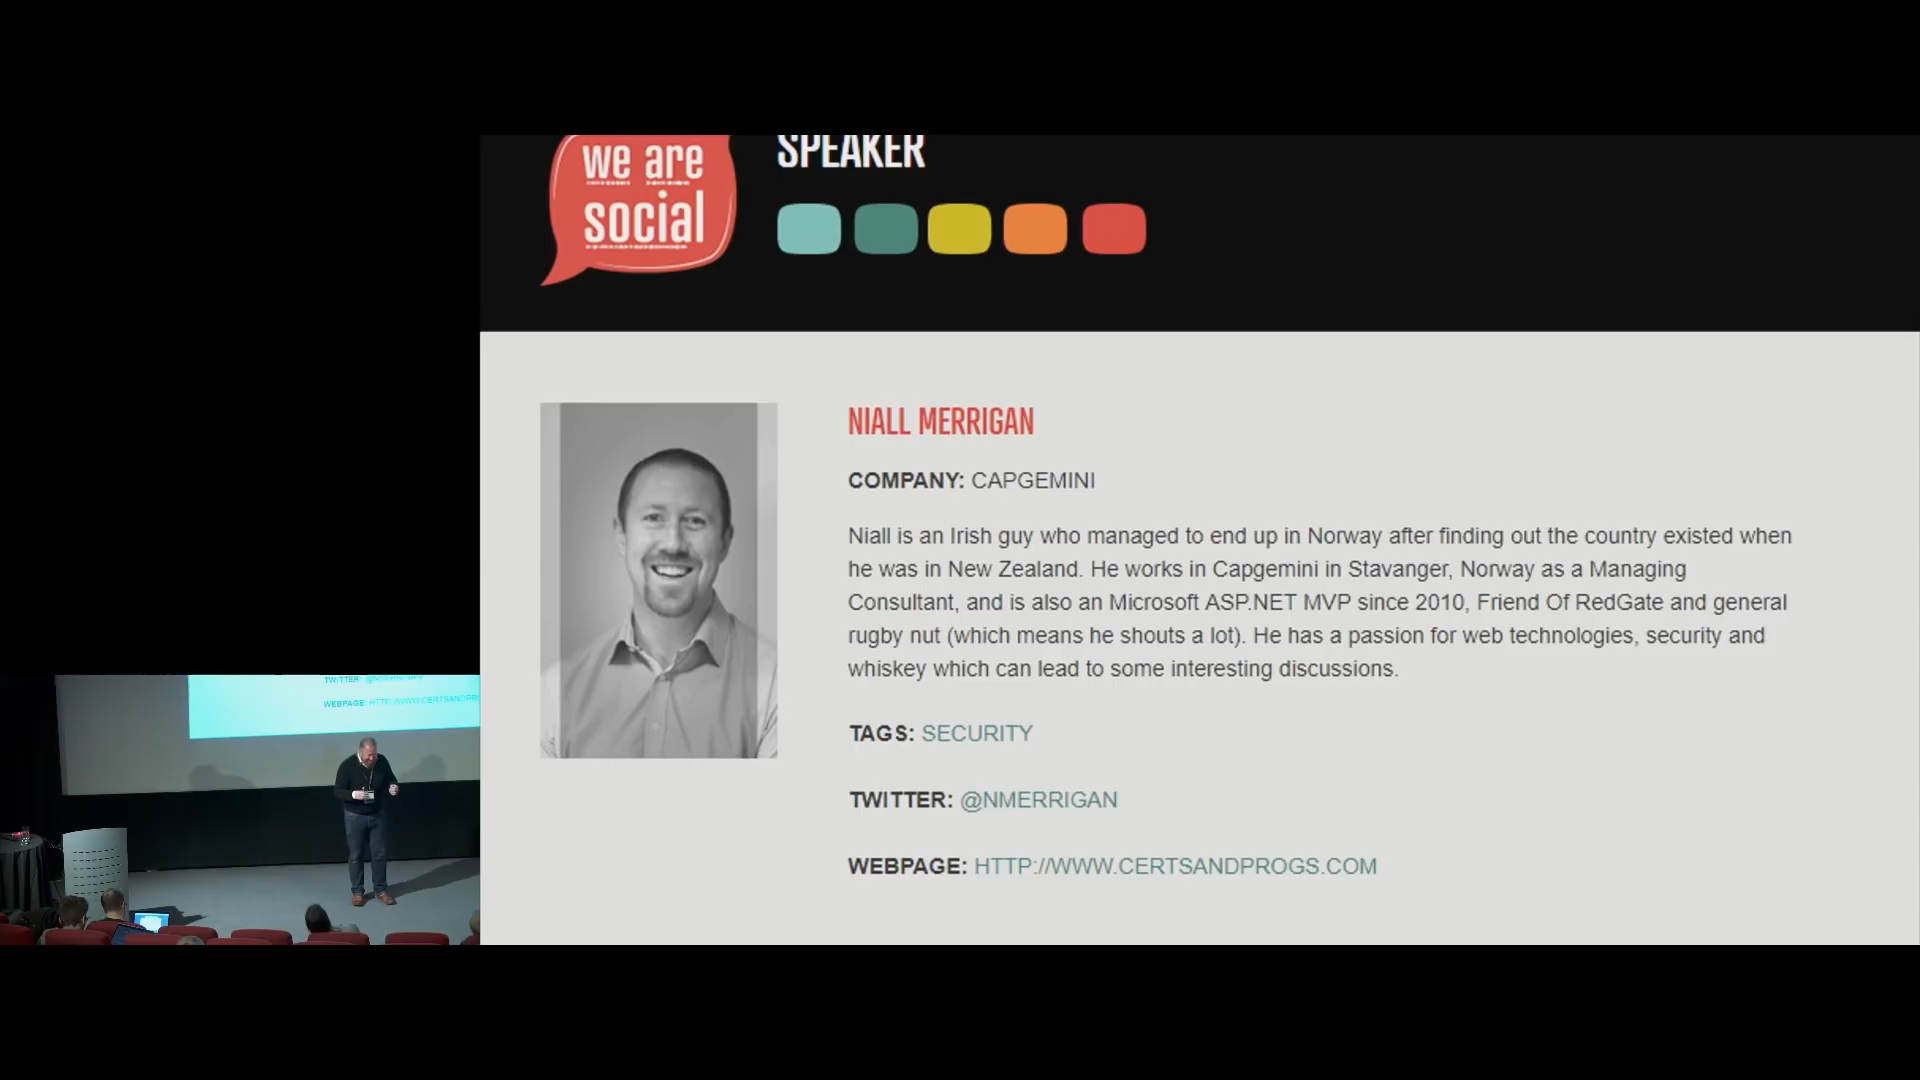 we are
social
SPEAKER
NIALL MERRIGAN
COMPANY: CAPGEMINI
Niall is an Irish guy who managed to end up in Norway after finding out the country existed when
he was in New Zealand. He works in Capgemini in Stavanger, Norway as a Managing
Consultant, and is also an Microsoft ASP.NET MVP since 2010, Friend Of RedGate and general
rugby nut (which means he shouts a lot). He has a passion for web technologies, security and
whiskey which can lead to some interesting discussions.
TAGS: SECURITY
TWITTER: @NMERRIGAN
WEBPAGE: HTTP://WWW.CERTSANDPROGS.COM
TWITTER: @NMERRIGAN
WEBPAGE: HTTP://WWW.CERTSANDPR